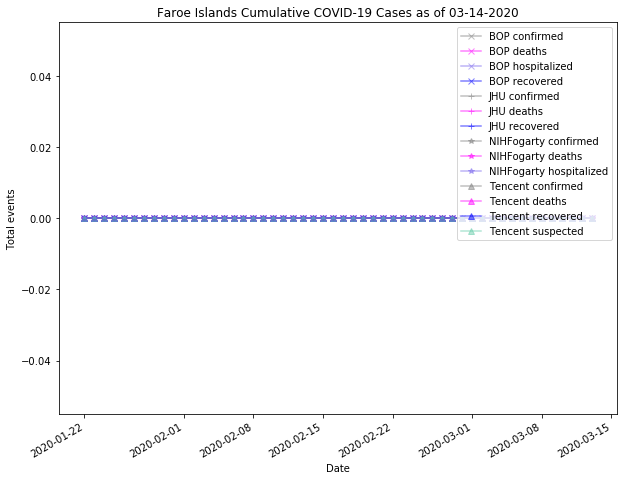 Faroe Islands Cumulative COVID-19 Cases as of 03-14-2020
BOP confirmed
BOP deaths
BOP hospitalized
BOP recovered
JHU confirmed
JHU deaths
JHU recovered
NIHFogarty confirmed
NIHFogarty deaths
NIHFogarty hospitalized
Tencent confirmed
Tencent deaths
Tencent recovered
Tencent suspected
Total events
0.04
0.02
0.00
−0.02
−0.04
2020-01-22
2020-02-01
2020-02-08
2020-02-15
2020-02-22
2020-03-01
2020-03-08
2020-03-15
Date